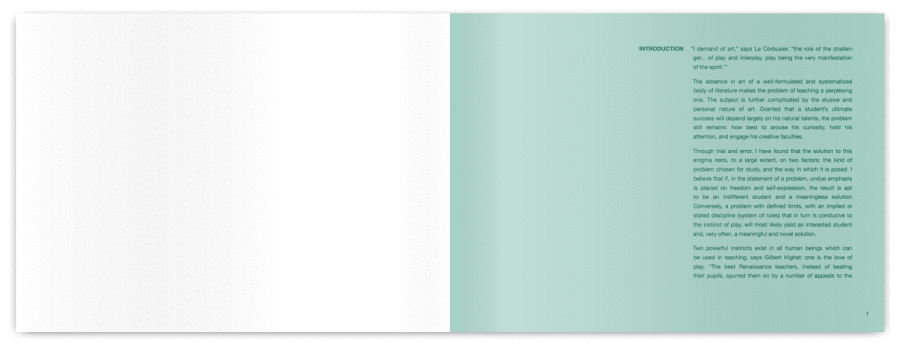 INTRODUCTION "I demand of art," says Le Corbusier, "the role of the challen-
ger... of play and interplay, play being the very manifestation
of the spirit."
The absence in art of a well-formulated and systematized
body of literature makes the problem of teaching a perplexing
one. The subject is further complicated by the elusive and
personal nature of art. Granted that a student's ultimate
success will depend largely on his natural talents, the problem
still remains: how best to arouse his curiosity, hold his
attention, and engage his creative faculties.
Through trial and error, I have found that the solution to this
enigma rests, to a large extent, on two factors: the kind of
problem chosen for study, and the way in which it is posed. I
believe that if, in the statement of a problem, undue emphasis
is placed on freedom and self-expression, the result is apt
to be an indifferent student and a meaningless solution.
Conversely, a problem with defined limits, with an implied or
stated discipline (system of rules) that in turn is conducive to
the instinct of play, will most likely yield an interested student
and, very often, a meaningful and novel solution.
Two powerful instincts exist in all human beings which can
be used in teaching, says Gilbert Highet: one is the love of
play. "The best Renaissance teachers, instead of beating
their pupils, spurred them on by a number of appeals to the
1